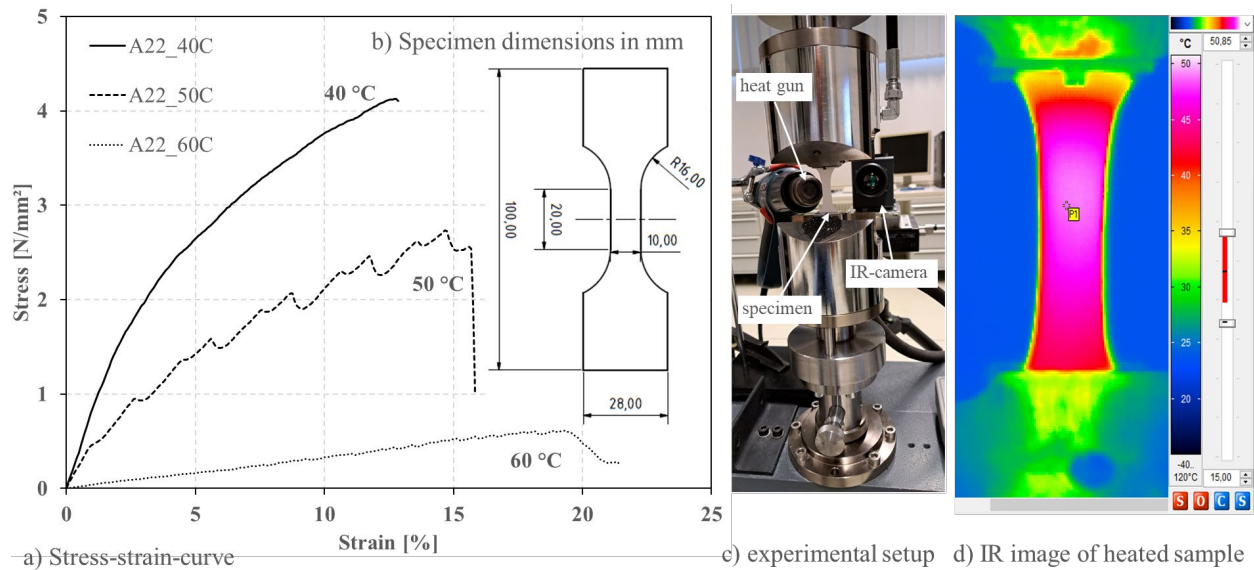 5
4
3
2
1
0
Stress [N/mm²]
A22_40C
A22_50C
A22_60C
40 °C
50 °C
60 °C
0 5 10 15 20 25
Strain [%]
a) Stress-strain-curve
b) Specimen dimensions in mm
R16,00
100,00
20,00
10,00
28,00
heat gun
IR-camera
specimen
c) experimental setup
°C
50,85
50
45
40
35
30
25
20
-40..
120°C
15,00
P1
S O C S
d) IR image of heated sample